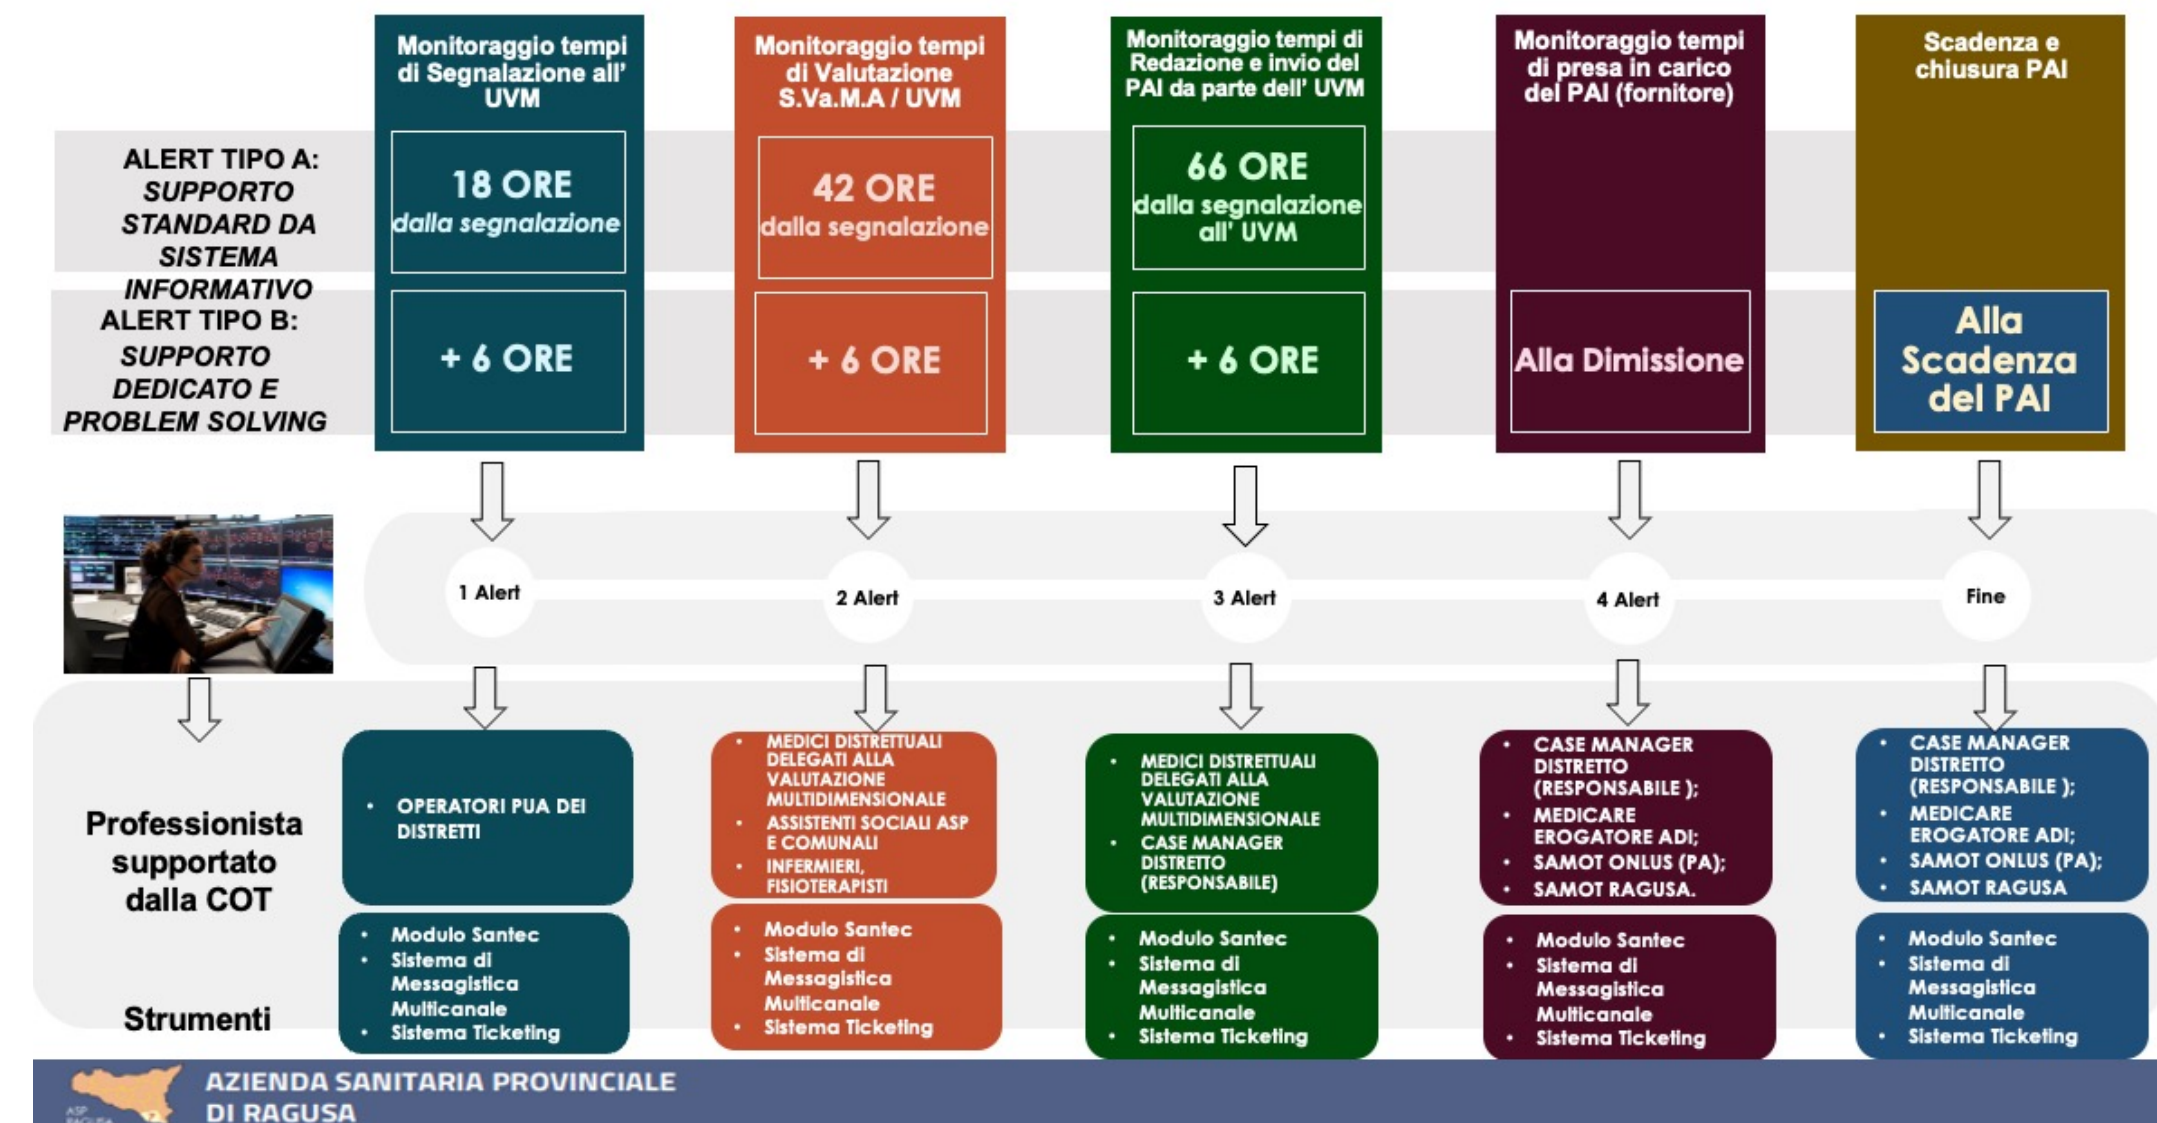 Monitoraggio tempi
di Segnalazione all’
UVM
Monitoraggio tempi
di Valutazione
S.Va.M.A / UVM
Monitoraggio tempi di
Redazione e invio del
PAI da parte dell’ UVM
Monitoraggio tempi
di presa in carico
del PAI (fornitore)
Scadenza e
chiusura PAI
ALERT TIPO A:
SUPPORTO
STANDARD DA
SISTEMA
INFORMATIVO
18 ORE
dalla segnalazione
42 ORE
dalla segnalazione
66 ORE
dalla segnalazione
all’ UVM
ALERT TIPO B:
SUPPORTO
DEDICATO E
PROBLEM SOLVING
+ 6 ORE
+ 6 ORE
+ 6 ORE
Alla Dimissione
Alla
Scadenza
del PAI
1 Alert
2 Alert
3 Alert
4 Alert
Fine
Professionista
supportato
dalla COT
• OPERATORI PUA DEI
DISTRETTI
• MEDICI DISTRETTUALI
DELEGATI ALLA
VALUTAZIONE
MULTIDIMENSIONALE
• ASSISTENTI SOCIALI ASP
E COMUNALI
• INFERMIERI,
FISIOTERAPISTI
• MEDICI DISTRETTUALI
DELEGATI ALLA
VALUTAZIONE
MULTIDIMENSIONALE
• CASE MANAGER
DISTRETTO
(RESPONSABILE)
• CASE MANAGER
DISTRETTO
(RESPONSABILE );
• MEDICARE
EROGATORE ADI;
• SAMOT ONLUS (PA);
• SAMOT RAGUSA.
• CASE MANAGER
DISTRETTO
(RESPONSABILE );
• MEDICARE
EROGATORE ADI;
• SAMOT ONLUS (PA);
• SAMOT RAGUSA
Strumenti
• Modulo Santec
• Sistema di
Messagistica
Multicanale
• Sistema Ticketing
• Modulo Santec
• Sistema di
Messagistica
Multicanale
• Sistema Ticketing
• Modulo Santec
• Sistema di
Messagistica
Multicanale
• Sistema Ticketing
• Modulo Santec
• Sistema di
Messagistica
Multicanale
• Sistema Ticketing
• Modulo Santec
• Sistema di
Messagistica
Multicanale
• Sistema Ticketing
ASP
RAGUSA
AZIENDA SANITARIA PROVINCIALE
DI RAGUSA